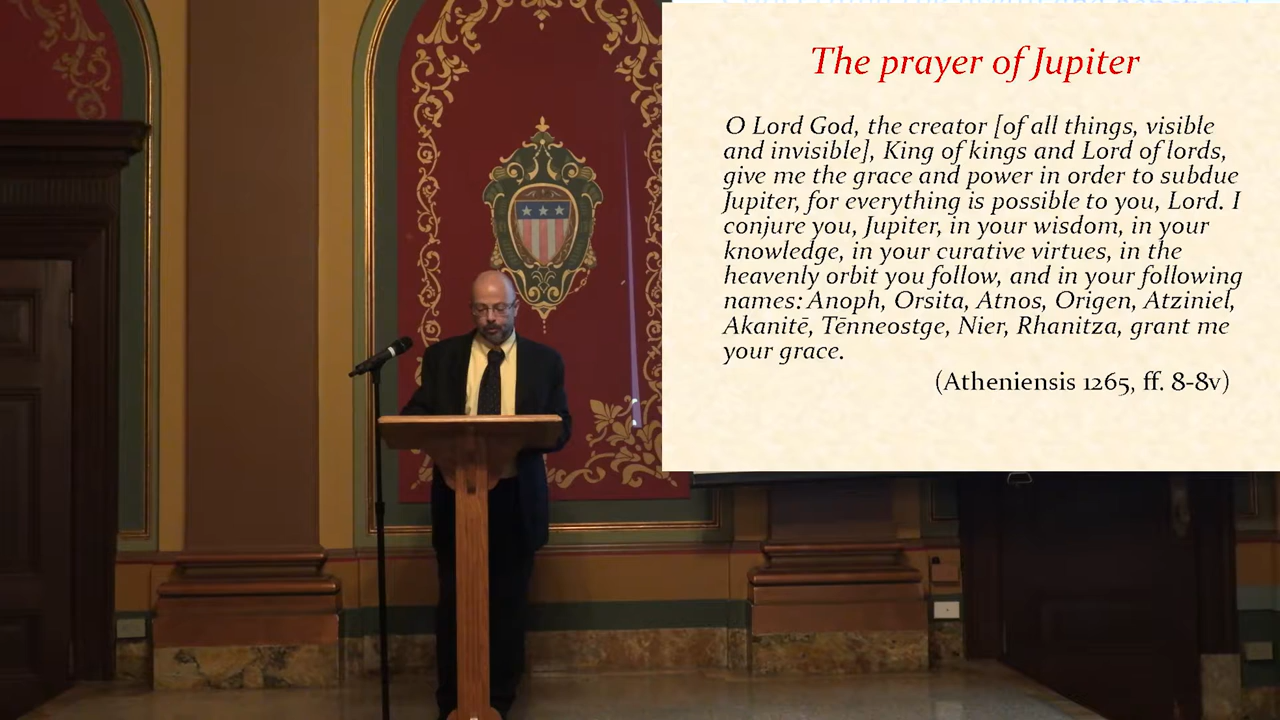 The prayer of Jupiter
O Lord God, the creator [of all things, visible
and invisible], King of kings and Lord of lords,
give me the grace and power in order to subdue
Jupiter, for everything is possible to you, Lord. I
conjure you, Jupiter, in your wisdom, in your
knowledge, in your curative virtues, in the
heavenly orbit you follow, and in your following
names: Anoph, Orsita, Atnos, Origen, Atziniel,
Akanitē, Tēnneostge, Nier, Rhanitza, grant me
your grace.
(Atheniensis 1265, ff. 8-8v)